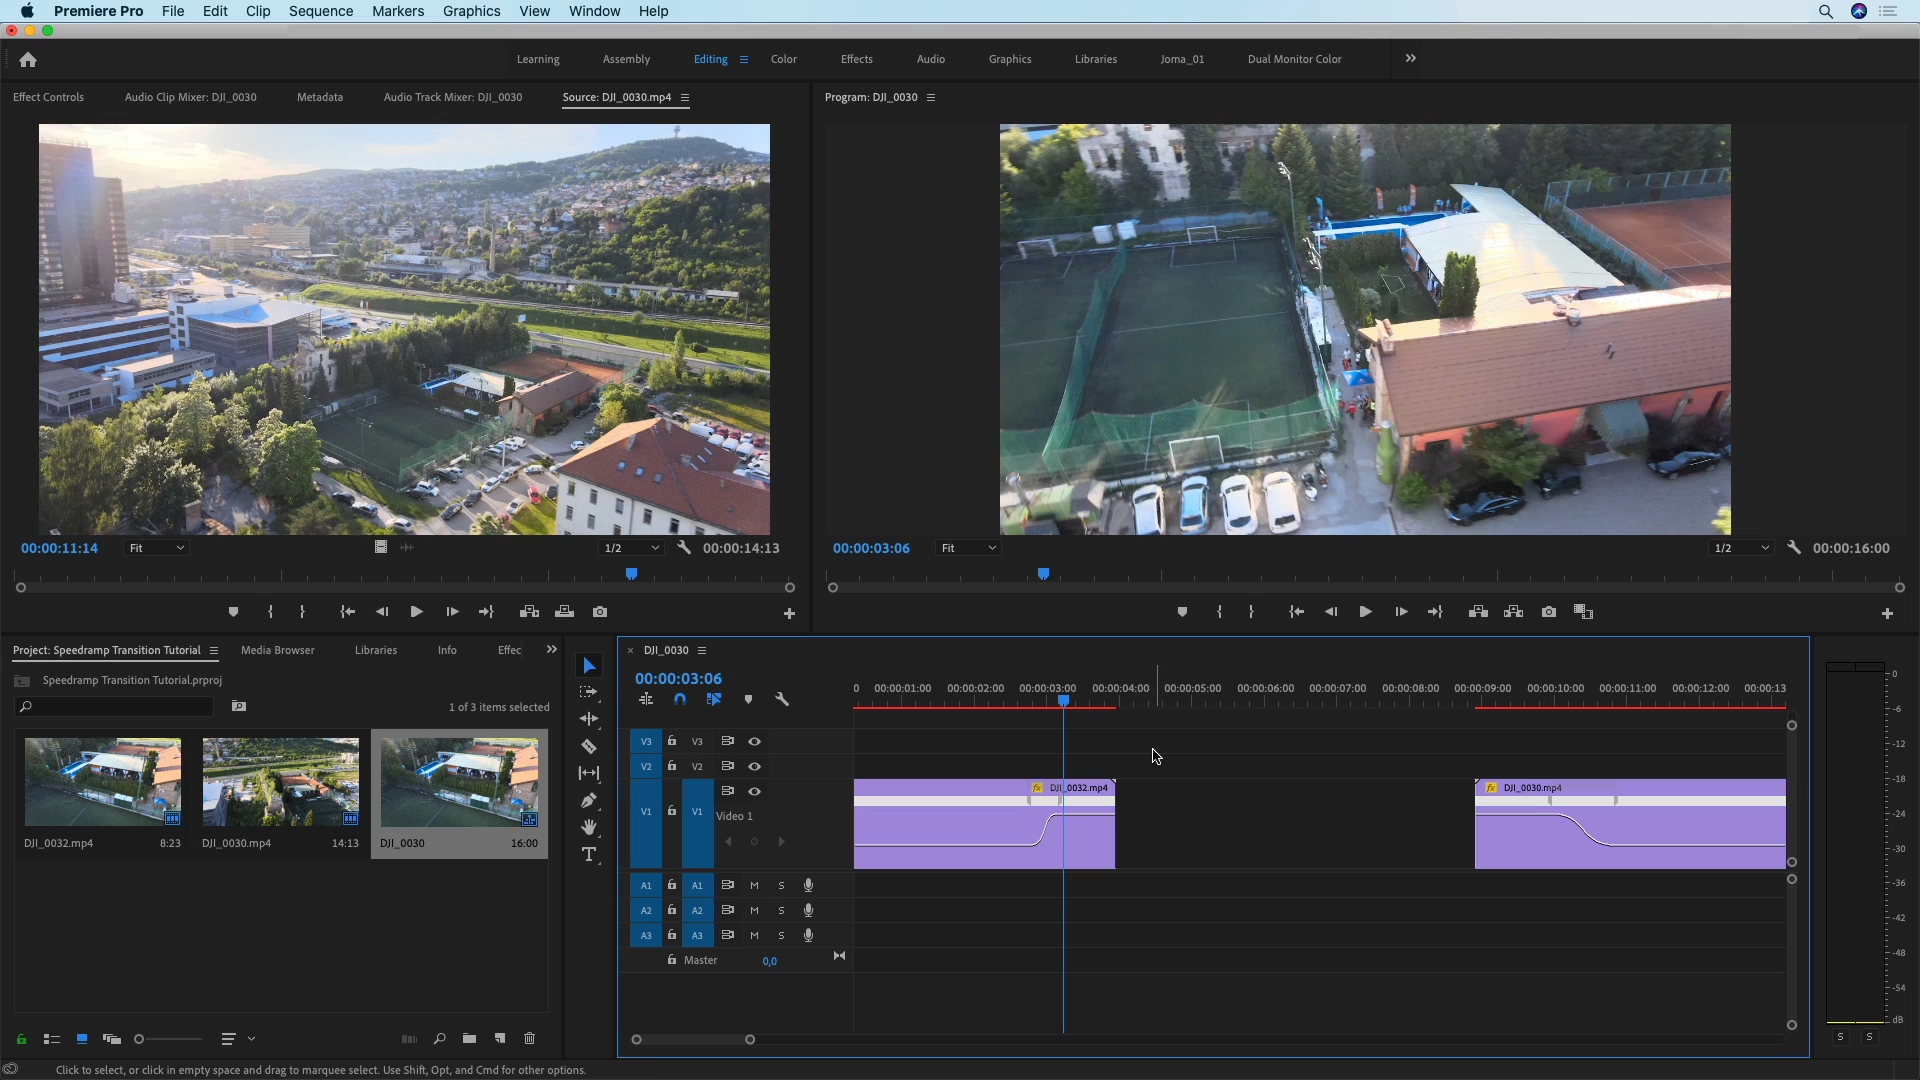 Premiere Pro File Edit Clip Sequence Markers Graphics View Window Help
Learning Assembly Editing Color Effects Audio Graphics Libraries Joma_01 Dual Monitor Color
Effect Controls Audio Clip Mixer: DJI_0030 Metadata Audio Track Mixer: DJI_0030 Source: DJI_0030.mp4
Program: DJI_0030
00:00:11:14 Fit 1/2 00:00:14:13
00:00:03:06 Fit 1/2 00:00:16:00
Project: Speedramp Transition Tutorial Media Browser Libraries Info Effec
Speedramp Transition Tutorial.prproj
1 of 3 items selected
DJI_0032.mp4 8:23
DJI_0030.mp4 14:13
DJI_0030 16:00
× DJI_0030
00:00:03:06
0 00:00:01:00 00:00:02:00 00:00:03:00 00:00:04:00 00:00:05:00 00:00:06:00 00:00:07:00 00:00:08:00 00:00:09:00 00:00:10:00 00:00:11:00 00:00:12:00 00:00:13
V3 V3
V2 V2
V1 V1
Video 1
fx DJI_0032.mp4
fx DJI_0030.mp4
A1 A1 M S
A2 A2 M S
A3 A3 M S
Master 0,0
0
-6
-12
-18
-24
-30
-36
-42
-48
-54
dB
S S
Click to select, or click in empty space and drag to marquee select. Use Shift, Opt, and Cmd for other options.